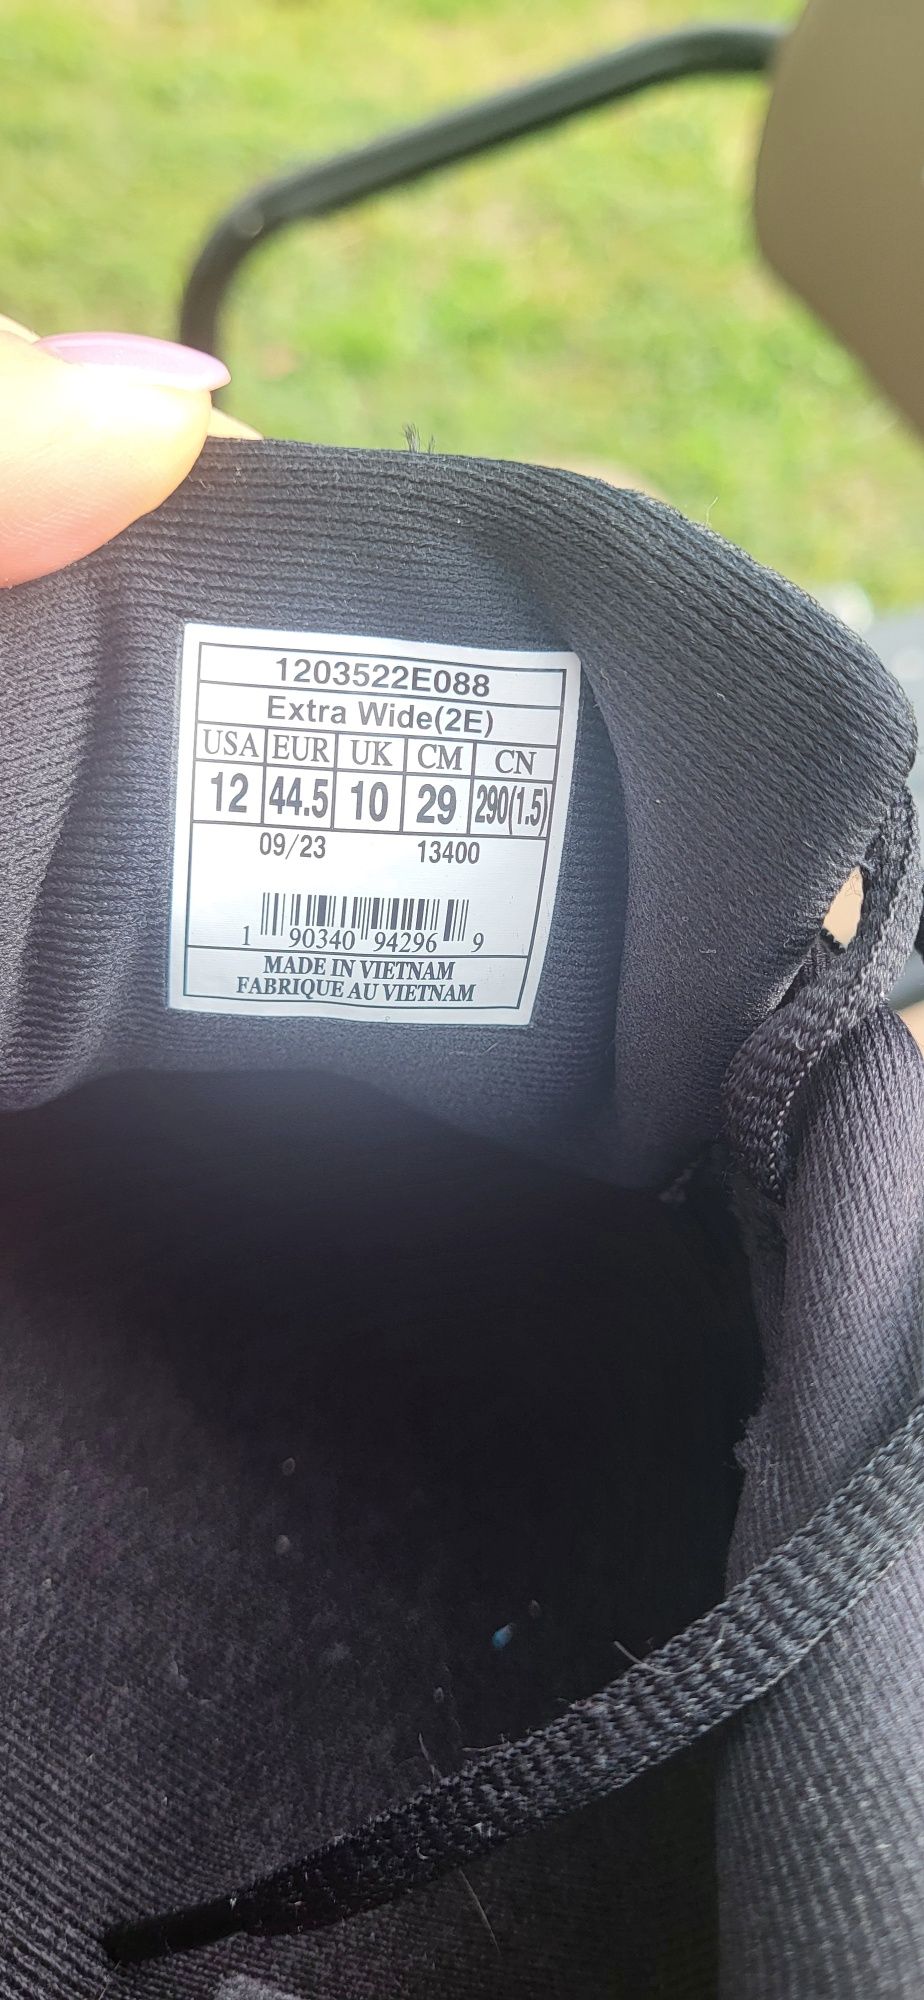 1203522E088
Extra Wide(2E)
USA EUR UK CM CN
12 44.5 10 29 290(1.5)
09/23 13400
1 90340 94296 9
MADE IN VIETNAM
FABRIQUE AU VIETNAM